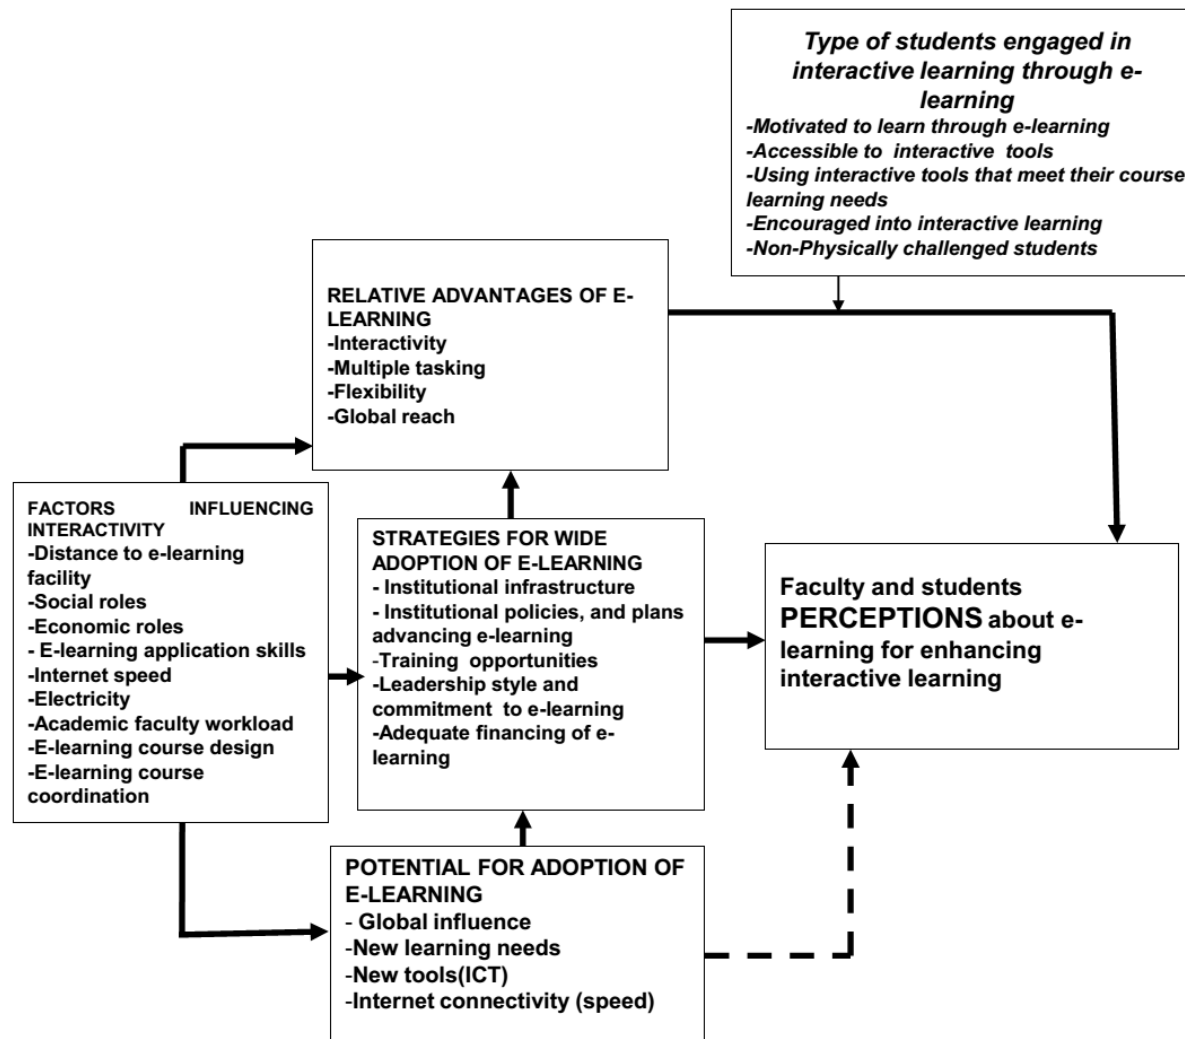 Type of students engaged in
interactive learning through e-
learning
-Motivated to learn through e-learning
-Accessible to  interactive  tools
-Using interactive tools that meet their course
learning needs
-Encouraged into interactive learning
-Non-Physically challenged students
RELATIVE ADVANTAGES OF E-
LEARNING
-Interactivity
-Multiple tasking
-Flexibility
-Global reach
FACTORS INFLUENCING
INTERACTIVITY
-Distance to e-learning
facility
-Social roles
-Economic roles
- E-learning application skills
-Internet speed
-Electricity
-Academic faculty workload
-E-learning course design
-E-learning course
coordination
STRATEGIES FOR WIDE
ADOPTION OF E-LEARNING
- Institutional infrastructure
- Institutional policies, and plans
advancing e-learning
-Training  opportunities
-Leadership style and
commitment  to e-learning
-Adequate financing of e-
learning
Faculty and students
PERCEPTIONS about e-
learning for enhancing
interactive learning
POTENTIAL FOR ADOPTION OF
E-LEARNING
- Global influence
-New learning needs
-New tools(ICT)
-Internet connectivity (speed)